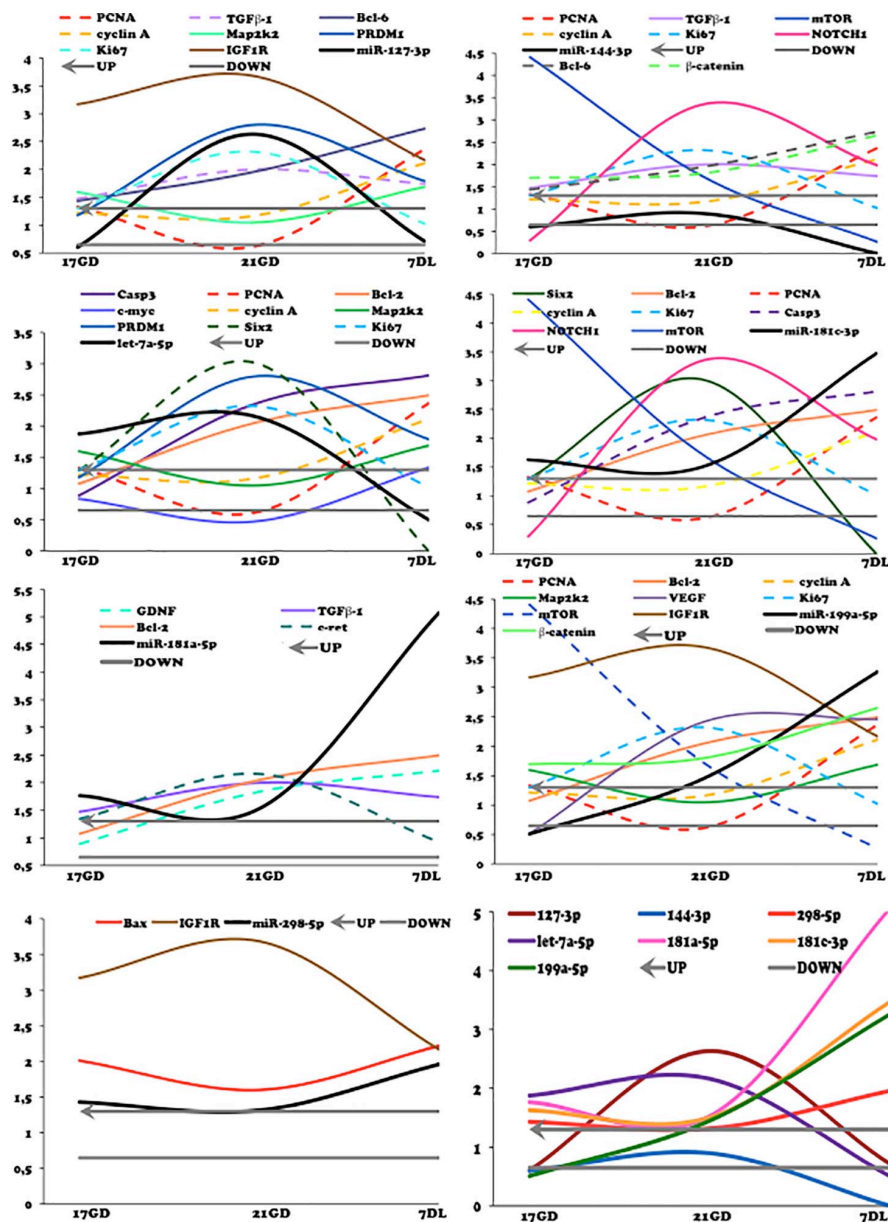 PCNA TGFβ-1 Bcl-6
cyclin A Map2k2 PRDM1
Ki67 IGF1R miR-127-3p
UP DOWN
4
3,5
3
2,5
2
1,5
1
0,5
17GD 21GD 7DL
PCNA TGFβ-1 mTOR
cyclin A Ki67 NOTCH1
miR-144-3p UP DOWN
Bcl-6 β-catenin
4,5
4
3,5
3
2,5
2
1,5
1
0,5
0
17GD 21GD 7DL
Casp3 PCNA Bcl-2
c-myc cyclin A Map2k2
PRDM1 Six2 Ki67
let-7a-5p UP DOWN
3,5
3
2,5
2
1,5
1
0,5
0
17GD 21GD 7DL
Six2 Bcl-2 PCNA
cyclin A Ki67 Casp3
NOTCH1 mTOR miR-181c-3p
UP DOWN
4,5
4
3,5
3
2,5
2
1,5
1
0,5
0
17GD 21GD 7DL
GDNF TGFβ-1
Bcl-2 c-ret
miR-181a-5p UP
DOWN
5,5
5
4,5
4
3,5
3
2,5
2
1,5
1
0,5
17GD 21GD 7DL
PCNA Bcl-2 cyclin A
Map2k2 VEGF Ki67
mTOR IGF1R miR-199a-5p
β-catenin UP DOWN
4,5
4
3,5
3
2,5
2
1,5
1
0,5
0
17GD 21GD 7DL
Bax IGF1R miR-298-5p UP DOWN
4
3,5
3
2,5
2
1,5
1
0,5
0
17GD 21GD 7DL
127-3p 144-3p 298-5p
let-7a-5p 181a-5p 181c-3p
199a-5p UP DOWN
5
4
3
2
1
0
17GD 21GD 7DL